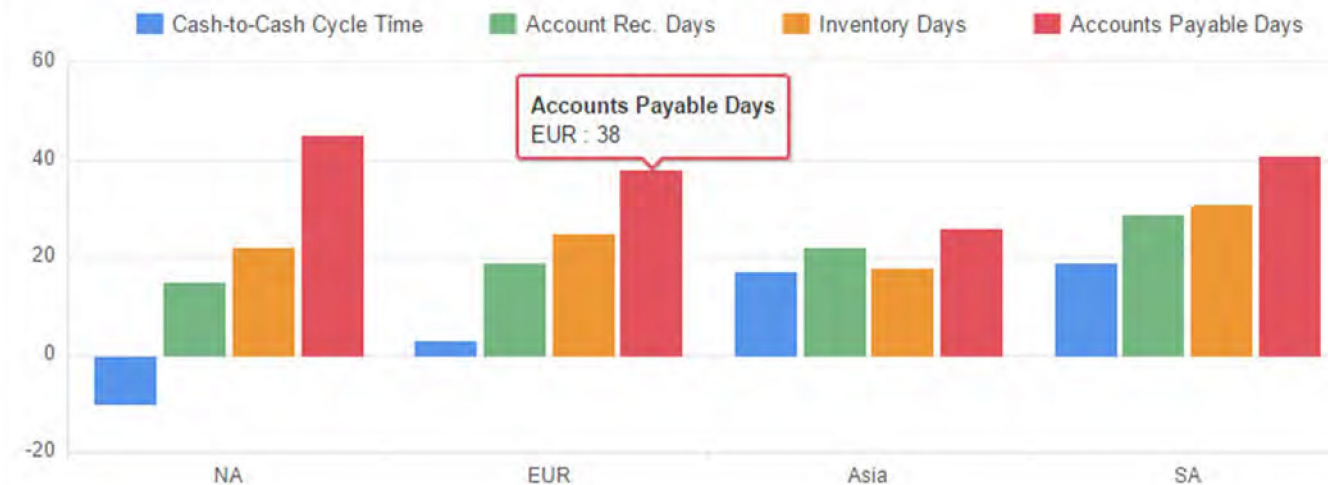 Cash-to-Cash Cycle Time Account Rec. Days Inventory Days Accounts Payable Days
60
Accounts Payable Days
EUR : 38
40
20
0
-20
NA EUR Asia SA